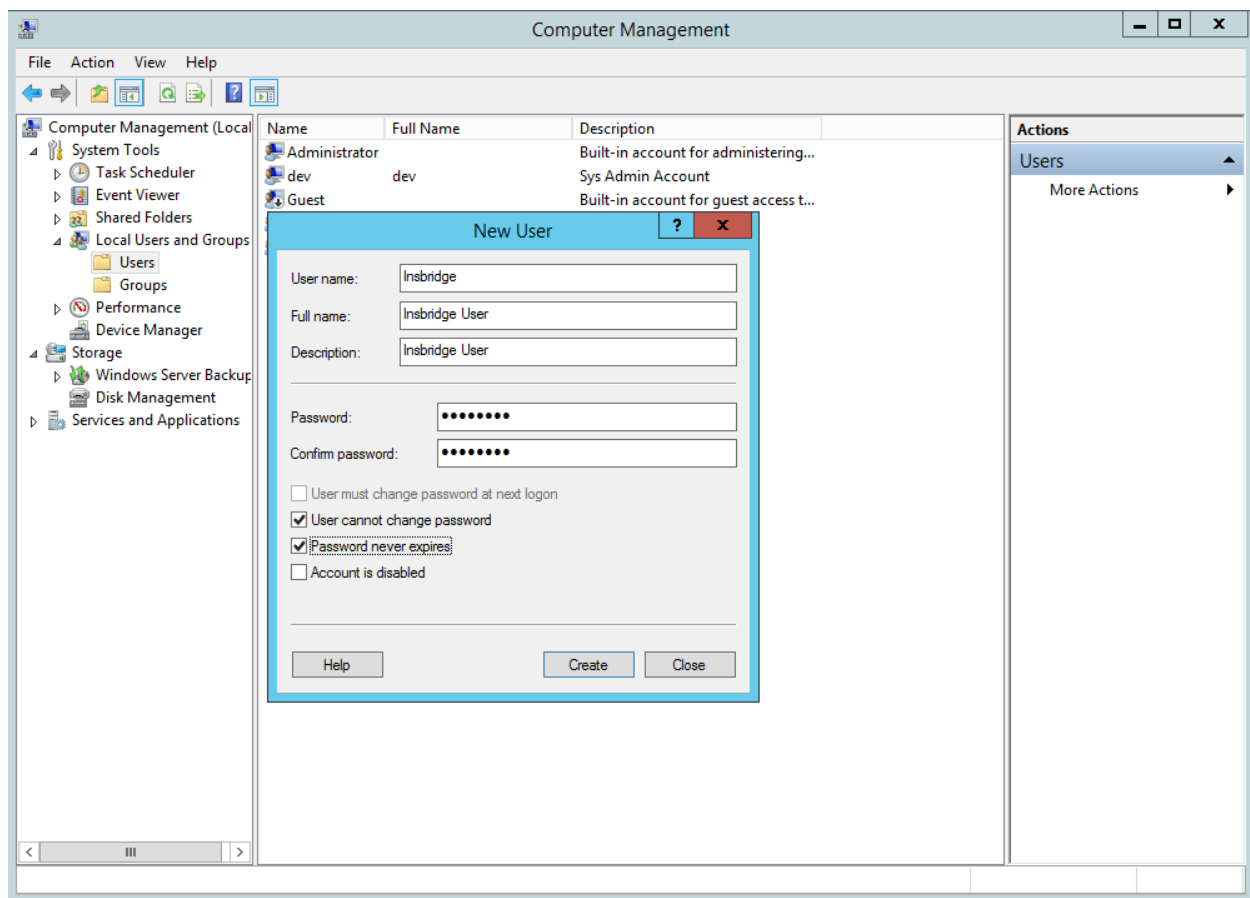 Computer Management
File Action View Help
Computer Management (Local
System Tools
Task Scheduler
Event Viewer
Shared Folders
Local Users and Groups
Users
Groups
Performance
Device Manager
Storage
Windows Server Backup
Disk Management
Services and Applications
Name Full Name Description
Administrator Built-in account for administering...
dev dev Sys Admin Account
Guest Built-in account for guest access t...
New User
User name: Insbridge
Full name: Insbridge User
Description: Insbridge User
Password: ••••••••
Confirm password: ••••••••
User must change password at next logon
User cannot change password
Password never expires
Account is disabled
Help Create Close
Actions
Users
More Actions